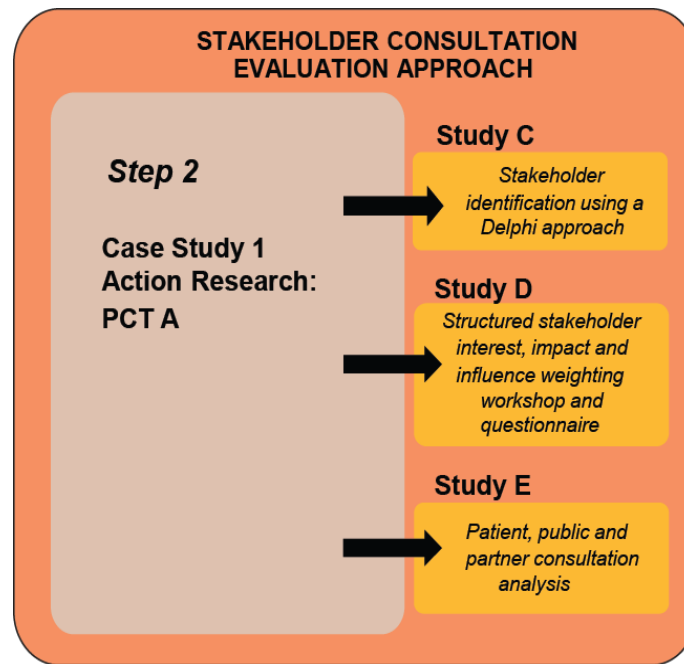 STAKEHOLDER CONSULTATION
EVALUATION APPROACH
Step 2
Case Study 1
Action Research:
PCT A
Study C
Stakeholder
identification using a
Delphi approach
Study D
Structured stakeholder
interest, impact and
influence weighting
workshop and
questionnaire
Study E
Patient, public and
partner consultation
analysis